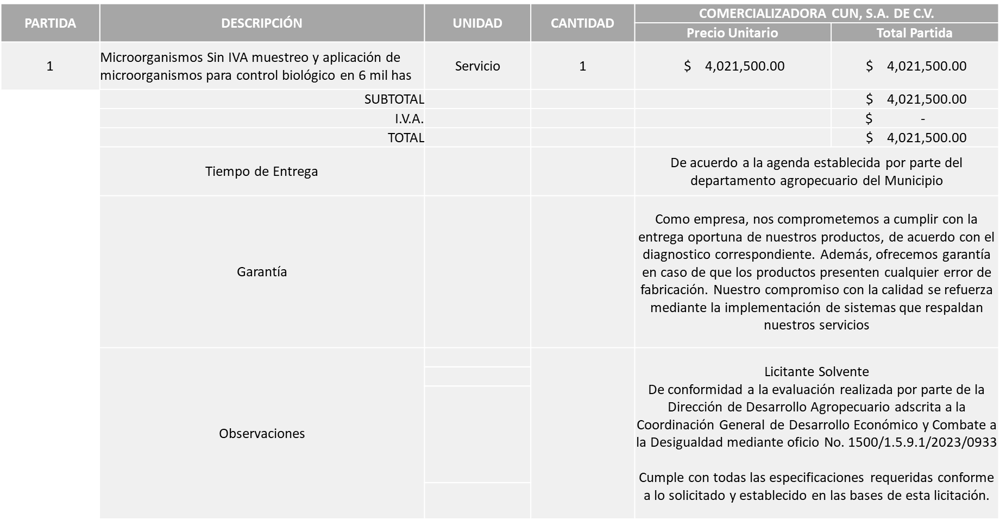 PARTIDA DESCRIPCIÓN UNIDAD CANTIDAD COMERCIALIZADORA CUN, S.A. DE C.V.
Precio Unitario Total Partida
1 Microorganismos Sin IVA muestreo y aplicación de
microorganismos para control biológico en 6 mil has Servicio 1 $ 4,021,500.00 $ 4,021,500.00
SUBTOTAL $ 4,021,500.00
I.V.A. $ -
TOTAL $ 4,021,500.00
Tiempo de Entrega
De acuerdo a la agenda establecida por parte del
departamento agropecuario del Municipio
Garantía
Como empresa, nos comprometemos a cumplir con la
entrega oportuna de nuestros productos, de acuerdo con el
diagnostico correspondiente. Además, ofrecemos garantía
en caso de que los productos presenten cualquier error de
fabricación. Nuestro compromiso con la calidad se refuerza
mediante la implementación de sistemas que respaldan
nuestros servicios
Observaciones
Licitante Solvente
De conformidad a la evaluación realizada por parte de la
Dirección de Desarrollo Agropecuario adscrita a la
Coordinación General de Desarrollo Económico y Combate a
la Desigualdad mediante oficio No. 1500/1.5.9.1/2023/0933
Cumple con todas las especificaciones requeridas conforme
a lo solicitado y establecido en las bases de esta licitación.